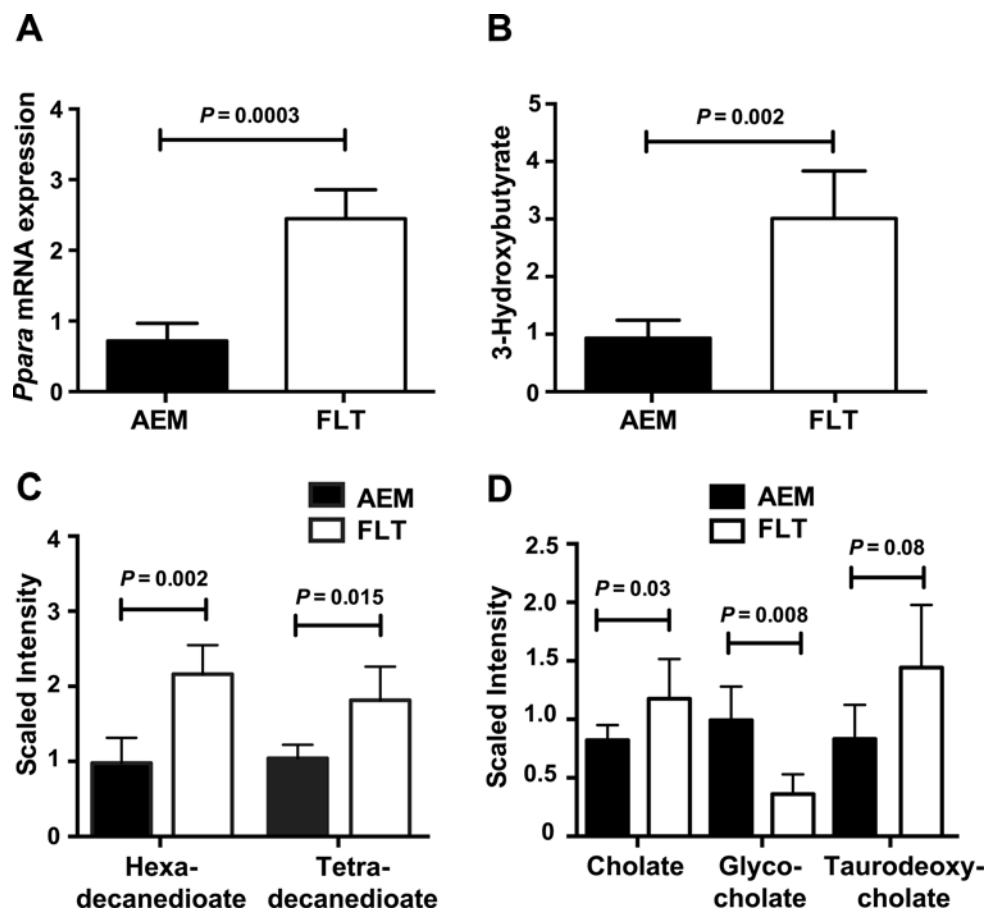 A
Ppara mRNA expression
4
3
2
1
0
P = 0.0003
AEM
FLT
B
3-Hydroxybutyrate
5
4
3
2
1
0
P = 0.002
AEM
FLT
C
AEM
FLT
Scaled Intensity
4
3
2
1
0
P = 0.002
P = 0.015
Hexa-
decanedioate
Tetra-
decanedioate
D
AEM
FLT
Scaled Intensity
2.5
2.0
1.5
1.0
0.5
0
P = 0.03
P = 0.008
P = 0.08
Cholate
Glyco-
cholate
Taurodeoxy-
cholate